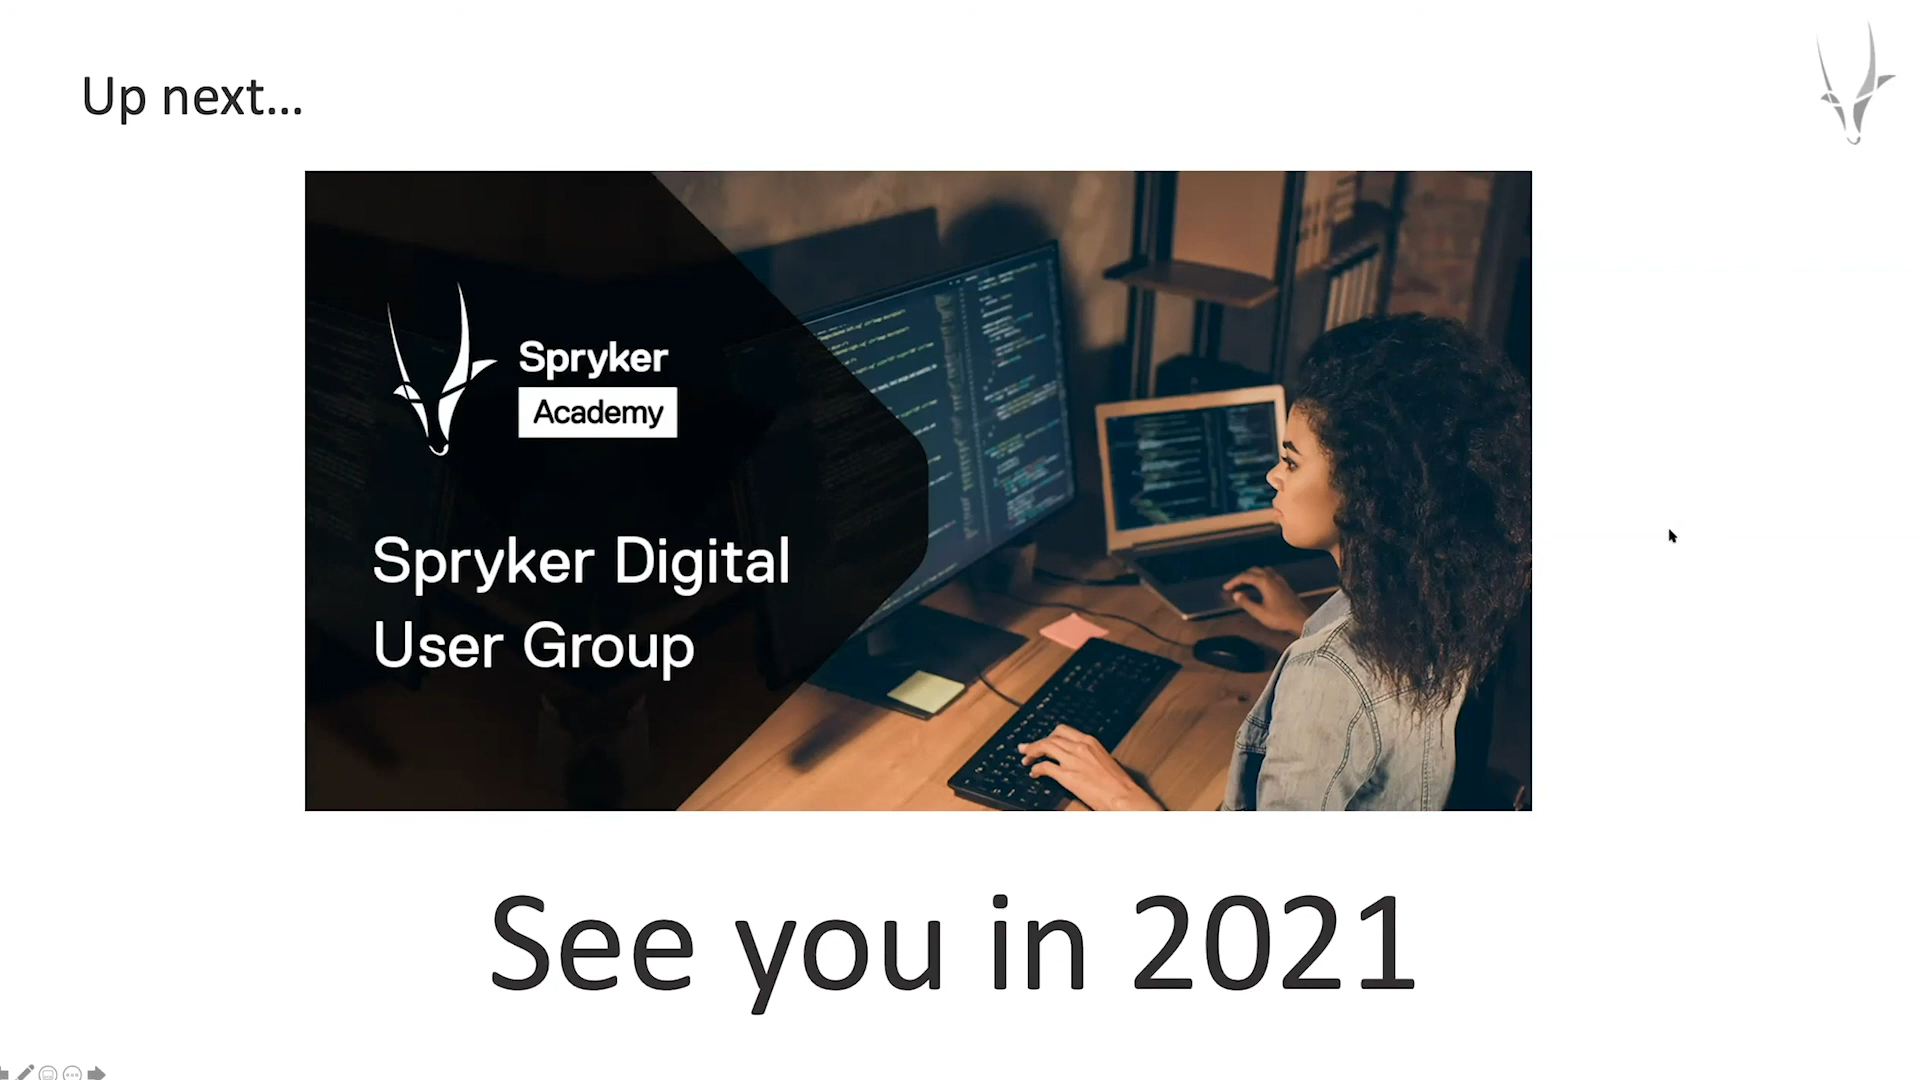 Up next...
Spryker
Academy
Spryker Digital
User Group
See you in 2021